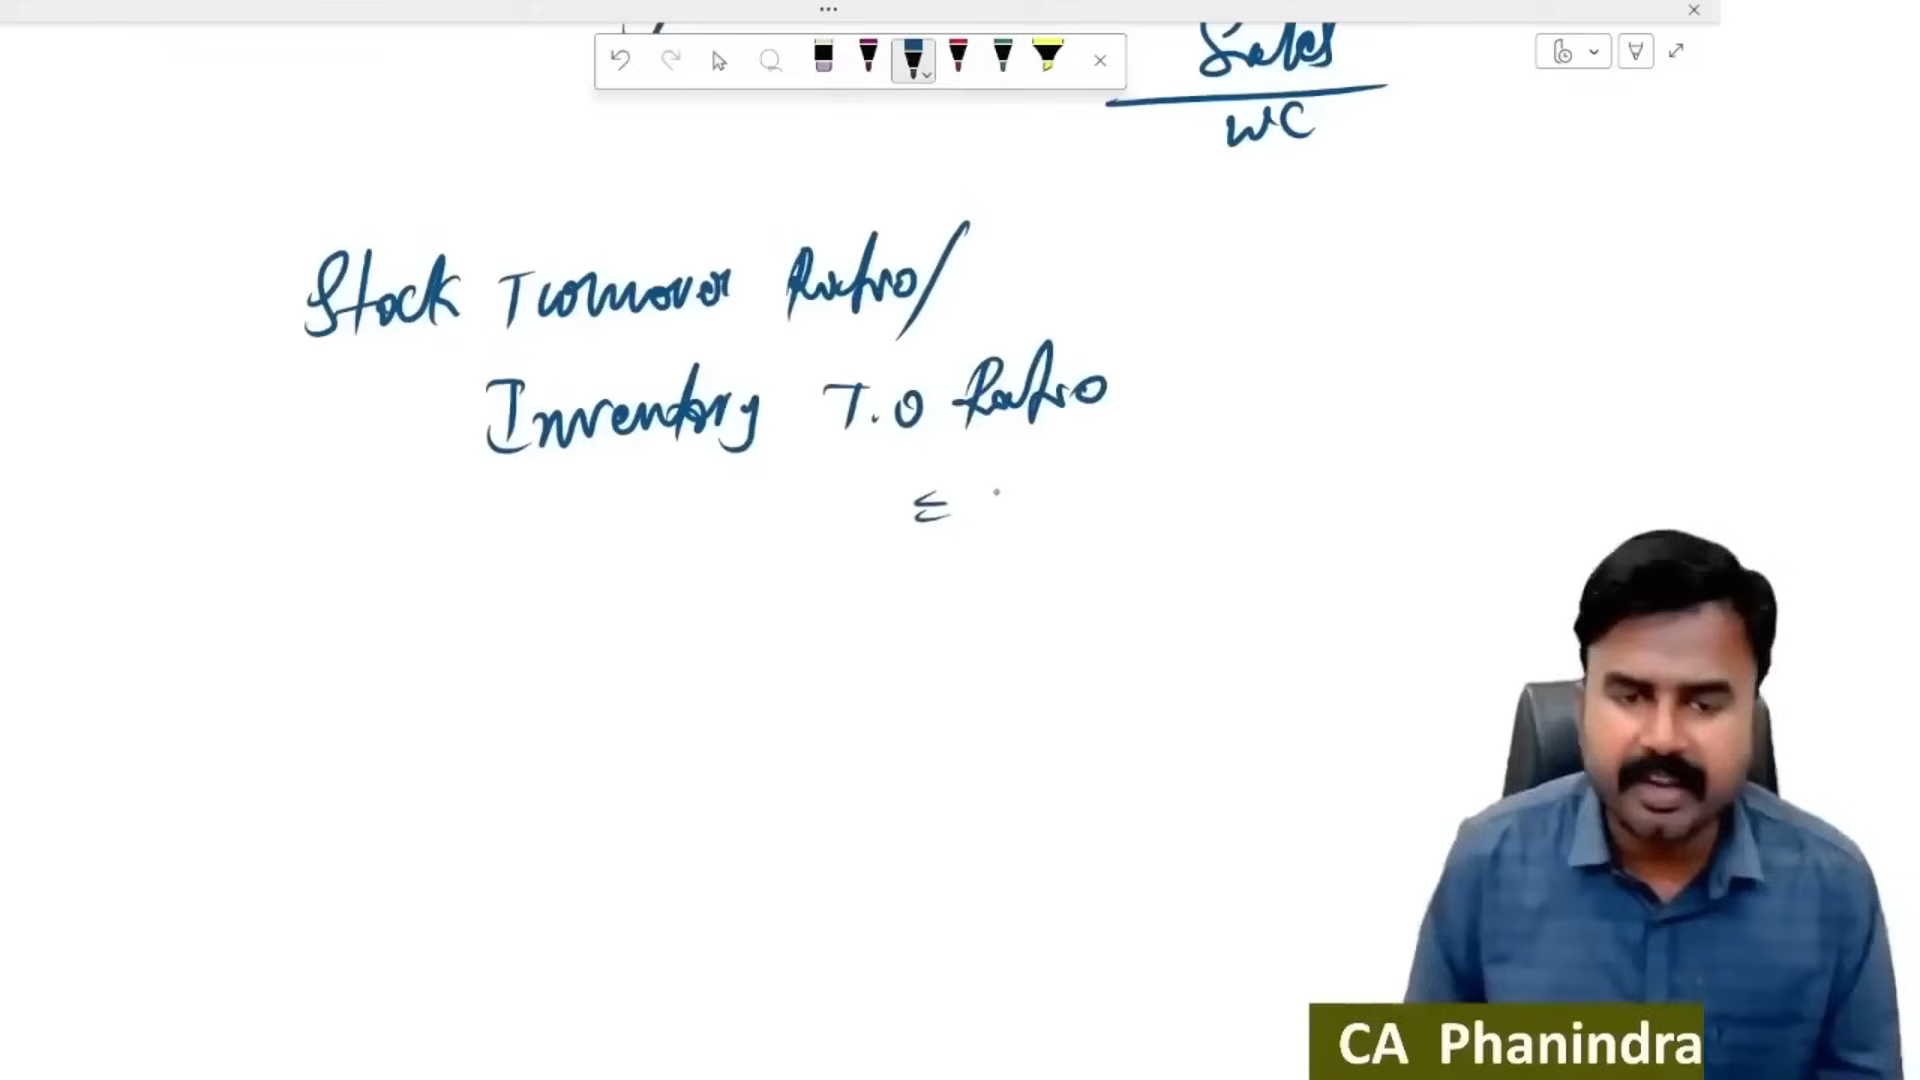 Sales
WC
Stock Turnover Ratio/
Inventory T.O Ratio
=
CA Phanindra